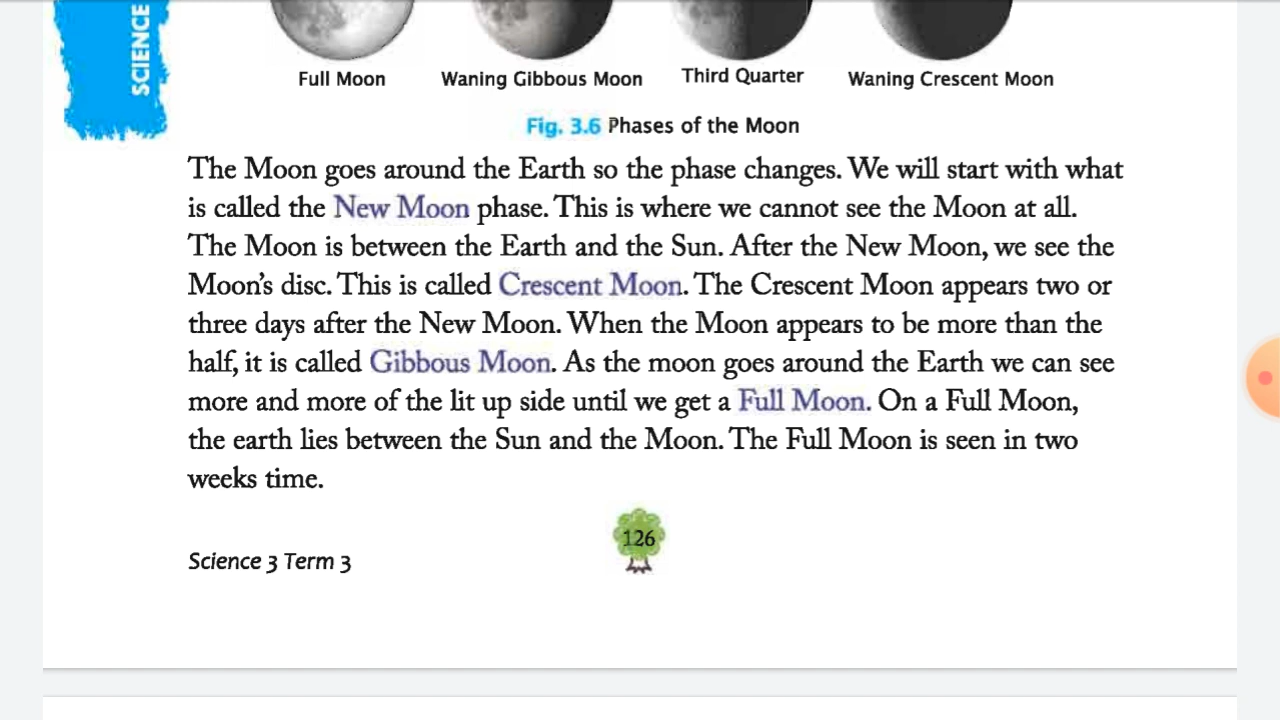 SCIENCE
Full Moon
Waning Gibbous Moon
Third Quarter
Waning Crescent Moon
Fig. 3.6 Phases of the Moon
The Moon goes around the Earth so the phase changes. We will start with what
is called the New Moon phase. This is where we cannot see the Moon at all.
The Moon is between the Earth and the Sun. After the New Moon, we see the
Moon's disc. This is called Crescent Moon. The Crescent Moon appears two or
three days after the New Moon. When the Moon appears to be more than the
half, it is called Gibbous Moon. As the moon goes around the Earth we can see
more and more of the lit up side until we get a Full Moon. On a Full Moon,
the earth lies between the Sun and the Moon. The Full Moon is seen in two
weeks time.
126
Science 3 Term 3